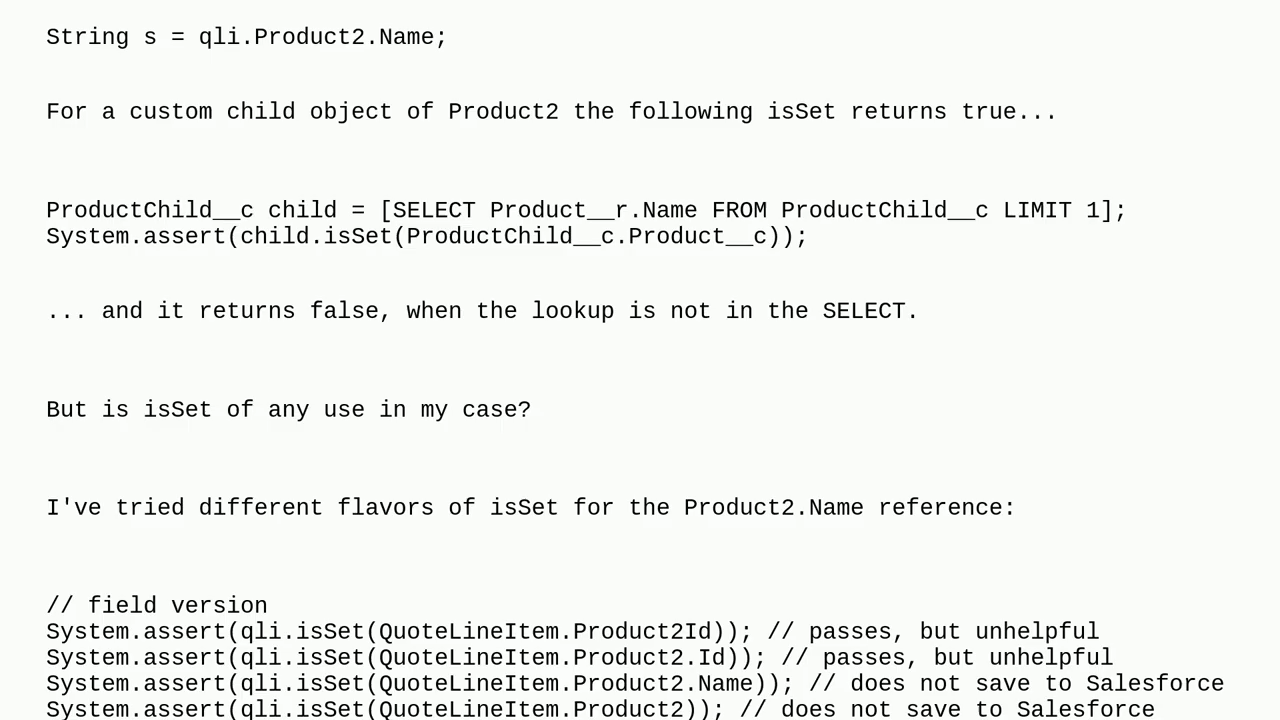 String s = qli.Product2.Name;
For a custom child object of Product2 the following isSet returns true...
ProductChild__c child = [SELECT Product__r.Name FROM ProductChild__c LIMIT 1];
System.assert(child.isSet(ProductChild__c.Product__c));
... and it returns false, when the lookup is not in the SELECT.
But is isSet of any use in my case?
I've tried different flavors of isSet for the Product2.Name reference:
// field version
System.assert(qli.isSet(QuoteLineItem.Product2Id)); // passes, but unhelpful
System.assert(qli.isSet(QuoteLineItem.Product2.Id)); // passes, but unhelpful
System.assert(qli.isSet(QuoteLineItem.Product2.Name)); // does not save to Salesforce
System.assert(qli.isSet(QuoteLineItem.Product2)); // does not save to Salesforce